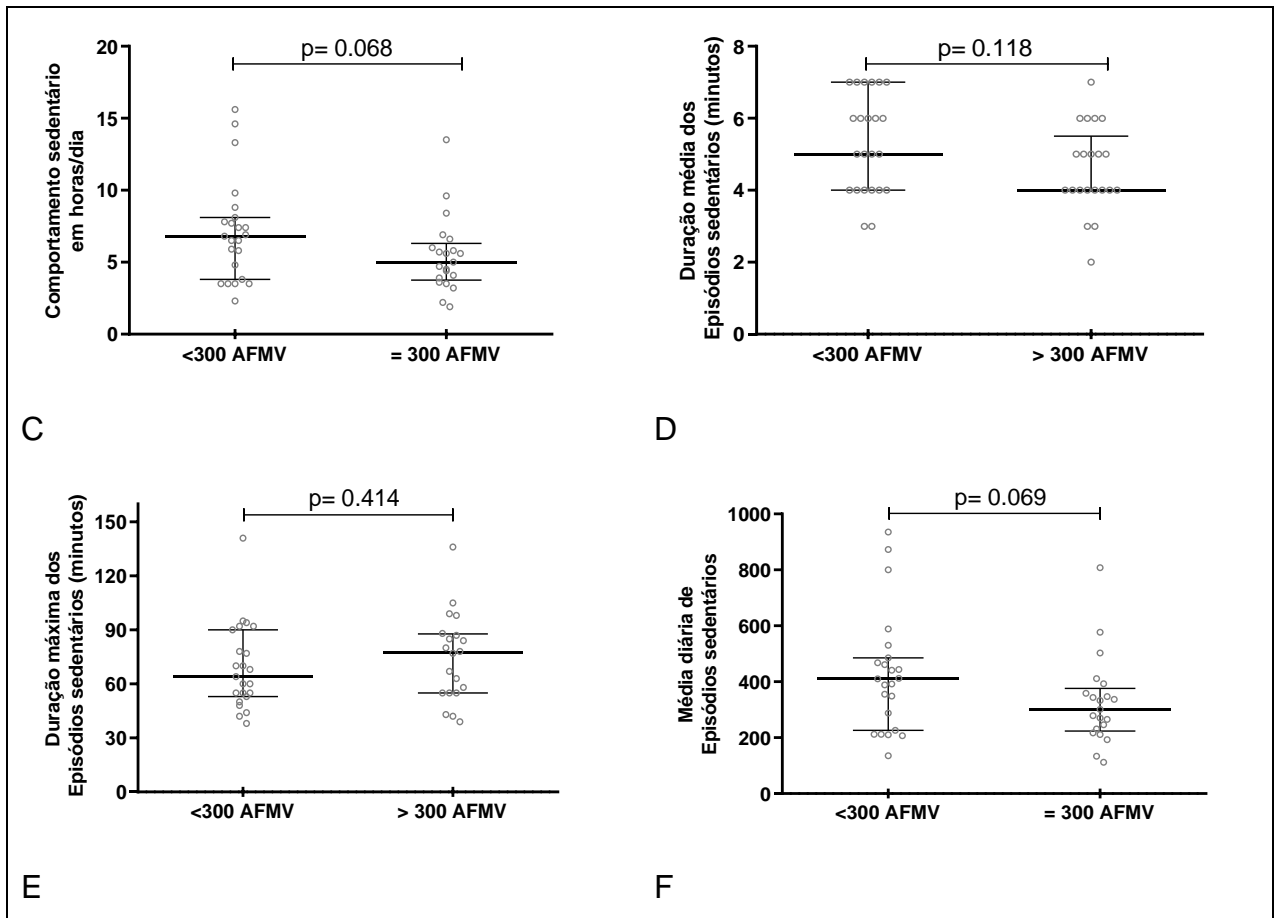 p= 0.068
Comportamento sedentário
em horas/dia
20
15
10
5
0
<300 AFMV
= 300 AFMV
p= 0.118
Duração média dos
Episódios sedentários (minutos)
8
6
4
2
0
<300 AFMV
> 300 AFMV
C
D
p= 0.414
Duração máxima dos
Episódios sedentários (minutos)
150
120
90
60
30
0
<300 AFMV
> 300 AFMV
p= 0.069
Média diária de
Episódios sedentários
1000
800
600
400
200
0
<300 AFMV
= 300 AFMV
E
F